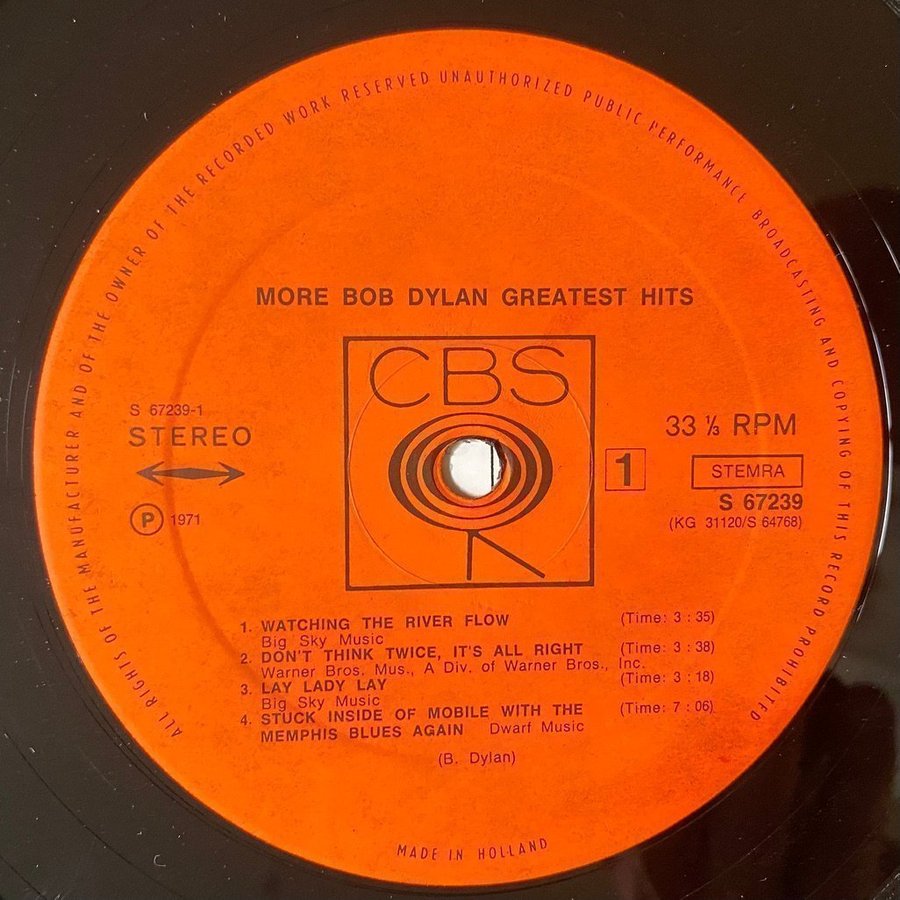 ALL RIGHTS OF THE MANUFACTURER AND OF THE OWNER OF THE RECORDED WORK RESERVED UNAUTHORIZED PUBLIC PERFORMANCE BROADCASTING AND COPYING OF THIS RECORD PROHIBITED
MORE BOB DYLAN GREATEST HITS
CBS
S 67239-1
STEREO
P 1971
33 ⅓ RPM
1
STEMRA
S 67239
(KG 31120/S 64768)
1. WATCHING THE RIVER FLOW (Time: 3 : 35)
Big Sky Music
2. DON'T THINK TWICE, IT'S ALL RIGHT (Time: 3 : 38)
Warner Bros. Mus., A Div. of Warner Bros., Inc.
3. LAY LADY LAY (Time: 3 : 18)
Big Sky Music
4. STUCK INSIDE OF MOBILE WITH THE (Time: 7 : 06)
MEMPHIS BLUES AGAIN Dwarf Music
(B. Dylan)
MADE IN HOLLAND